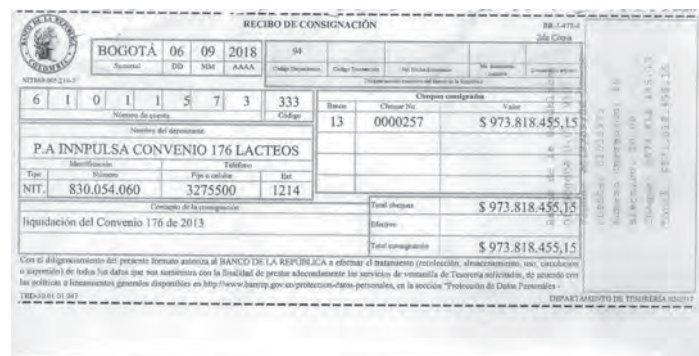 RECIBO DE CONSIGNACIÓN
BR-3-477-0
2da Copia
BANCO DE LA REPÚBLICA
COLOMBIA
BOGOTÁ 06 09 2018 94
Sucursal DD MM AAAA
6 1 0 1 1 5 7 3 333
Número de cuenta Código
Cheques consignados
Banco Cheque No. Valor
13 0000257 $ 973.818.455,15
Nombre del depositante
P.A INNPULSA CONVENIO 176 LACTEOS
Identificación Teléfono
Tipo Número Fijo o celular Ext.
NIT. 830.054.060 3275500 1214
Concepto de la consignación
liquidación del Convenio 176 de 2013
Total cheques $ 973.818.455,15
Efectivo
Total consignación $ 973.818.455,15
Con el diligenciamiento del presente formato autoriza al BANCO DE LA REPÚBLICA a efectuar el tratamiento (recolección, almacenamiento, uso, circulación
o supresión) de todos los datos que sean suministrados con la finalidad de prestar adecuadamente los servicios de ventanilla de Tesorería solicitados, de acuerdo con
las políticas o lineamientos generales disponibles en http://www.banrep.gov.co/proteccion-datos-personales, en la sección "Protección de Datos Personales -
DEPARTAMENTO DE TESORERÍA